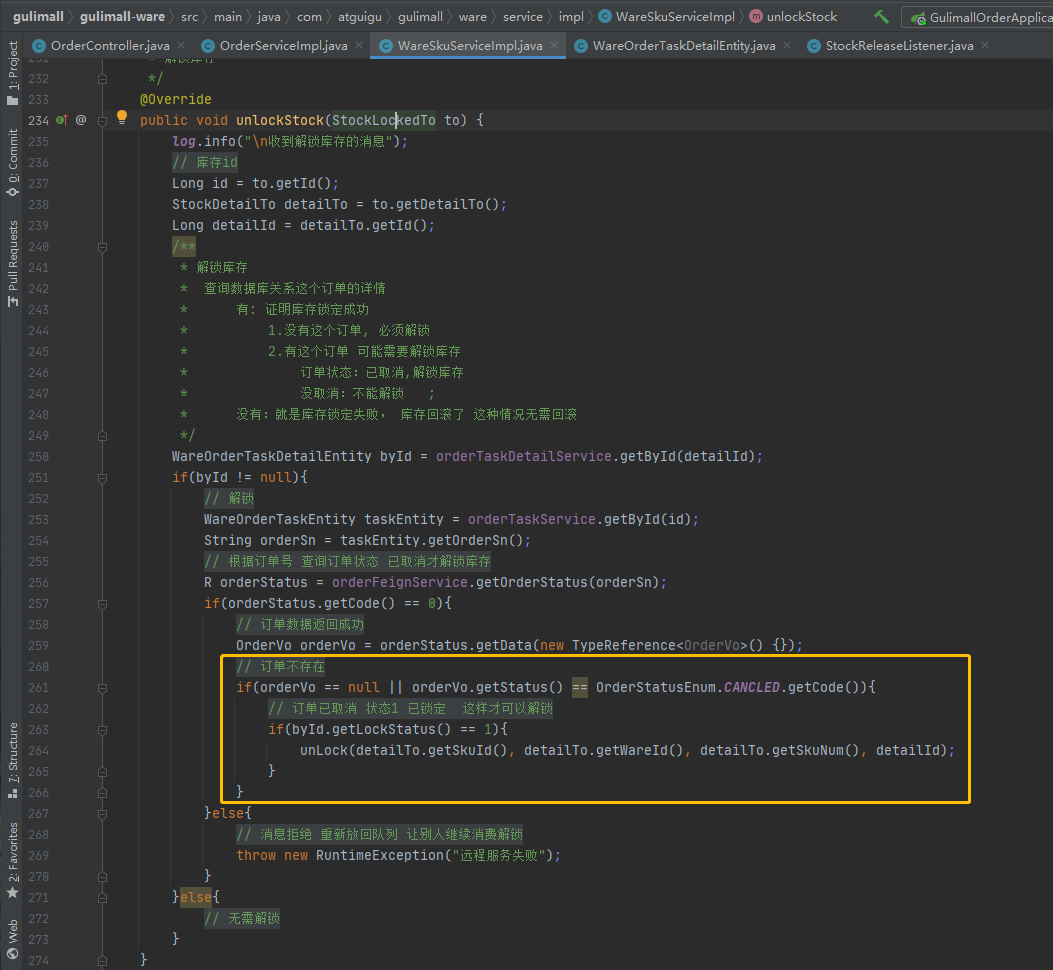 gulimall gulimall-ware src main java com atguigu gulimall ware service impl WareSkuServiceImpl unlockStock GulimallOrderApplica
OrderController.java OrderServiceImpl.java WareSkuServiceImpl.java WareOrderTaskDetailEntity.java StockReleaseListener.java
1: Project
0: Commit
Pull Requests
7: Structure
2: Favorites
Web
231 * 解锁库存
232 */
233 @Override
234 public void unlockStock(StockLockedTo to) {
235 log.info("\n收到解锁库存的消息");
236 // 库存id
237 Long id = to.getId();
238 StockDetailTo detailTo = to.getDetailTo();
239 Long detailId = detailTo.getId();
240 /**
241 * 解锁库存
242 * 查询数据库关系这个订单的详情
243 * 有: 证明库存锁定成功
244 * 1.没有这个订单, 必须解锁
245 * 2.有这个订单 可能需要解锁库存
246 * 订单状态：已取消,解锁库存
247 * 没取消：不能解锁 ;
248 * 没有：就是库存锁定失败， 库存回滚了 这种情况无需回滚
249 */
250 WareOrderTaskDetailEntity byId = orderTaskDetailService.getById(detailId);
251 if(byId != null){
252 // 解锁
253 WareOrderTaskEntity taskEntity = orderTaskService.getById(id);
254 String orderSn = taskEntity.getOrderSn();
255 // 根据订单号 查询订单状态 已取消才解锁库存
256 R orderStatus = orderFeignService.getOrderStatus(orderSn);
257 if(orderStatus.getCode() == 0){
258 // 订单数据返回成功
259 OrderVo orderVo = orderStatus.getData(new TypeReference<OrderVo>() {});
260 // 订单不存在
261 if(orderVo == null || orderVo.getStatus() == OrderStatusEnum.CANCLED.getCode()){
262 // 订单已取消 状态1 已锁定  这样才可以解锁
263 if(byId.getLockStatus() == 1){
264 unLock(detailTo.getSkuId(), detailTo.getWareId(), detailTo.getSkuNum(), detailId);
265 }
266 }
267 }else{
268 // 消息拒绝 重新放回队列 让别人继续消费解锁
269 throw new RuntimeException("远程服务失败");
270 }
271 }else{
272 // 无需解锁
273 }
274 }